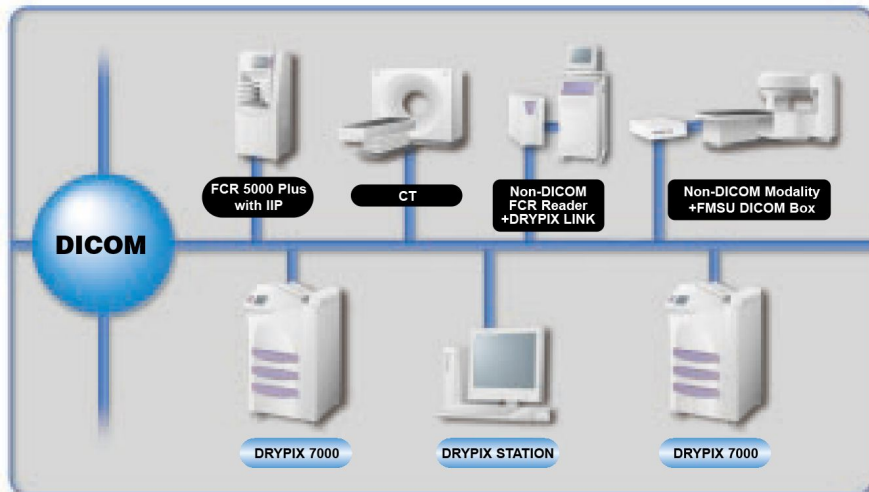 FCR 5000 Plus
with IIP
CT
Non-DICOM
FCR Reader
+DRYPIX LINK
Non-DICOM Modality
+FMSU DICOM Box
DICOM
DRYPIX 7000
DRYPIX STATION
DRYPIX 7000